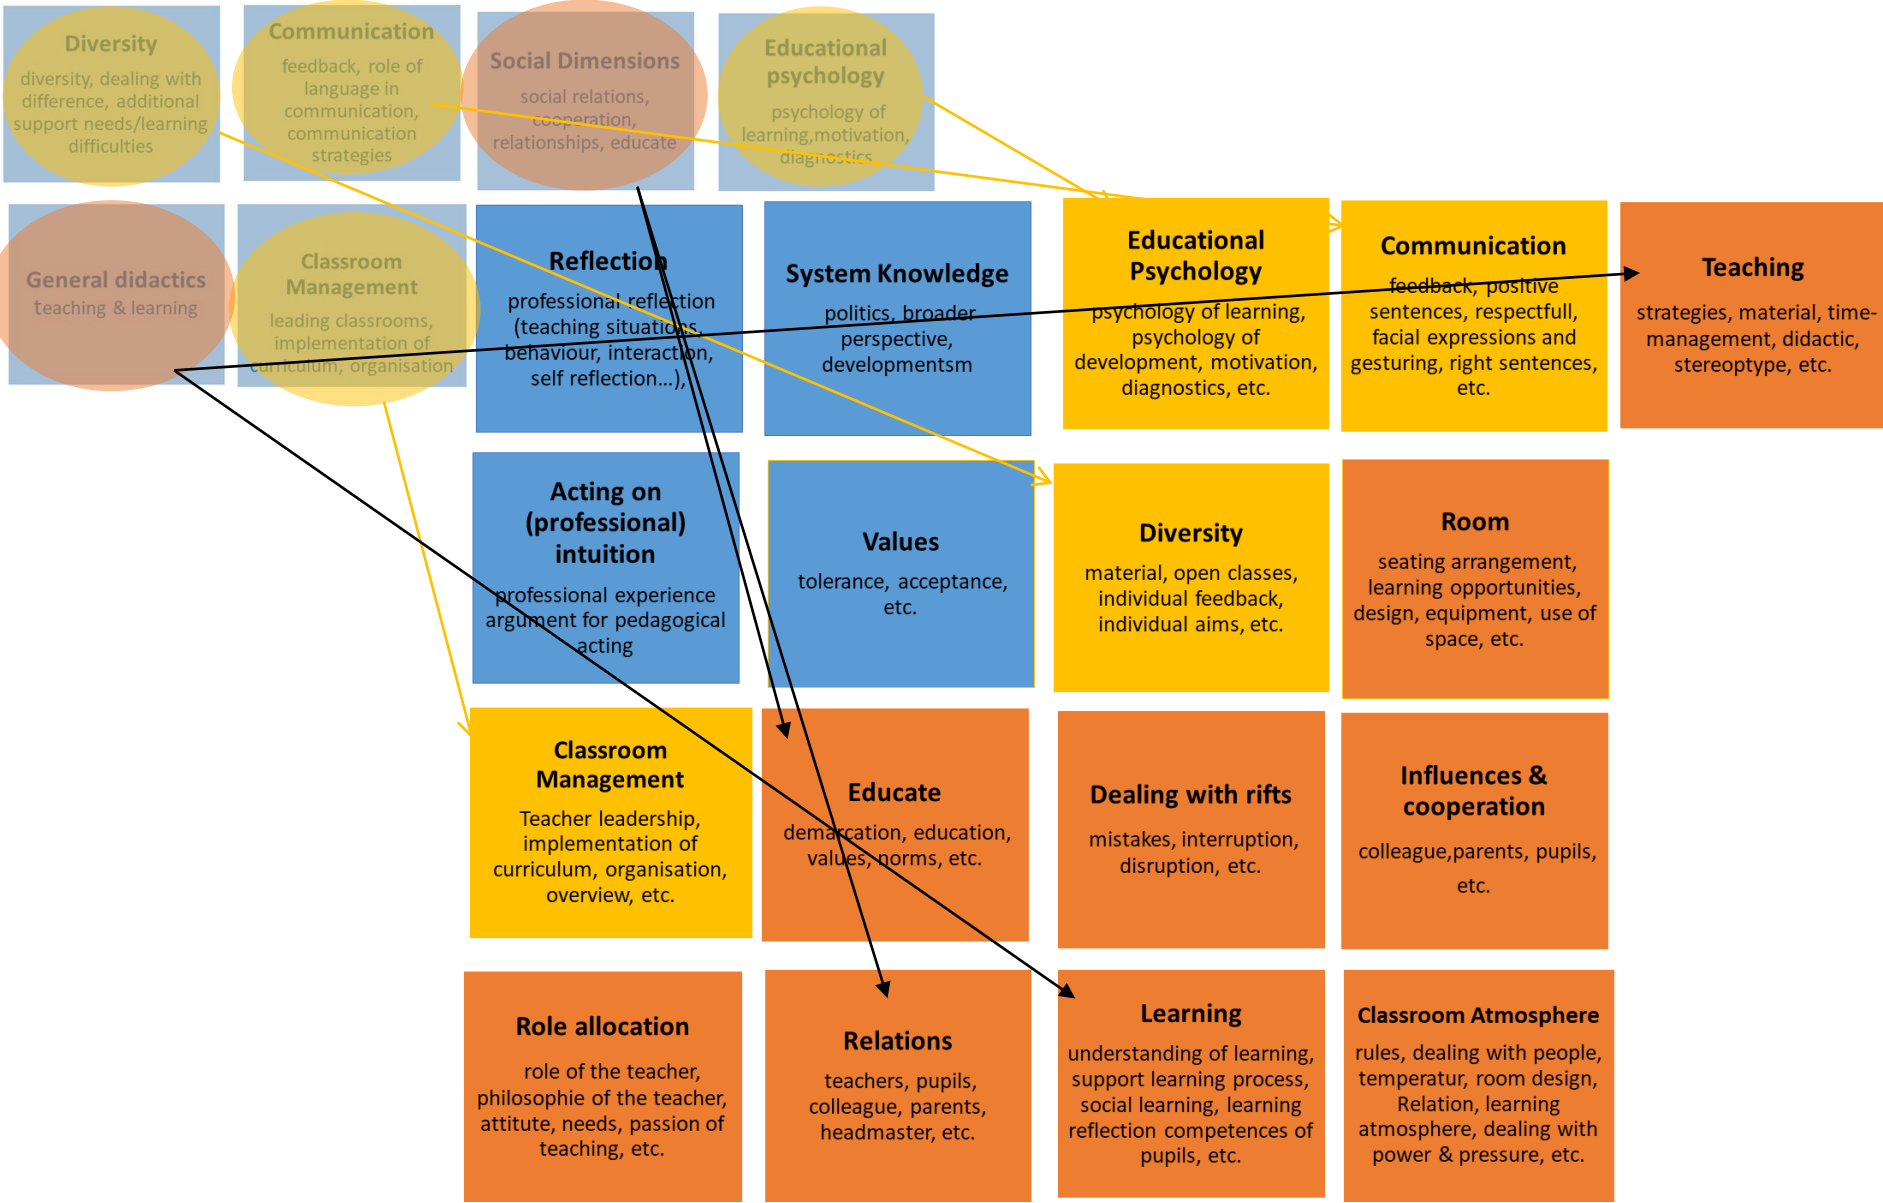 Diversity
diversity, dealing with
difference, additional
support needs/learning
difficulties
Communication
feedback, role of
language in
communication,
communication
strategies
Social Dimensions
social relations,
cooperation,
relationships, educate
Educational
psychology
psychology of
learning,motivation,
diagnostics
General didactics
teaching & learning
Classroom
Management
leading classrooms,
implementation of
curriculum, organisation
Reflection
professional reflection
(teaching situations,
behaviour, interaction,
self reflection...),
System Knowledge
politics, broader
perspective,
developmentsm
Educational
Psychology
psychology of learning,
psychology of
development, motivation,
diagnostics, etc.
Communication
feedback, positive
sentences, respectfull,
facial expressions and
gesturing, right sentences,
etc.
Teaching
strategies, material, time-
management, didactic,
stereoptype, etc.
Acting on
(professional)
intuition
professional experience
argument for pedagogical
acting
Values
tolerance, acceptance,
etc.
Diversity
material, open classes,
individual feedback,
individual aims, etc.
Room
seating arrangement,
learning opportunities,
design, equipment, use of
space, etc.
Classroom
Management
Teacher leadership,
implementation of
curriculum, organisation,
overview, etc.
Educate
demarcation, education,
values, norms, etc.
Dealing with rifts
mistakes, interruption,
disruption, etc.
Influences &
cooperation
colleague,parents, pupils,
etc.
Role allocation
role of the teacher,
philosophie of the teacher,
attitute, needs, passion of
teaching, etc.
Relations
teachers, pupils,
colleague, parents,
headmaster, etc.
Learning
understanding of learning,
support learning process,
social learning, learning
reflection competences of
pupils, etc.
Classroom Atmosphere
rules, dealing with people,
temperatur, room design,
Relation, learning
atmosphere, dealing with
power & pressure, etc.